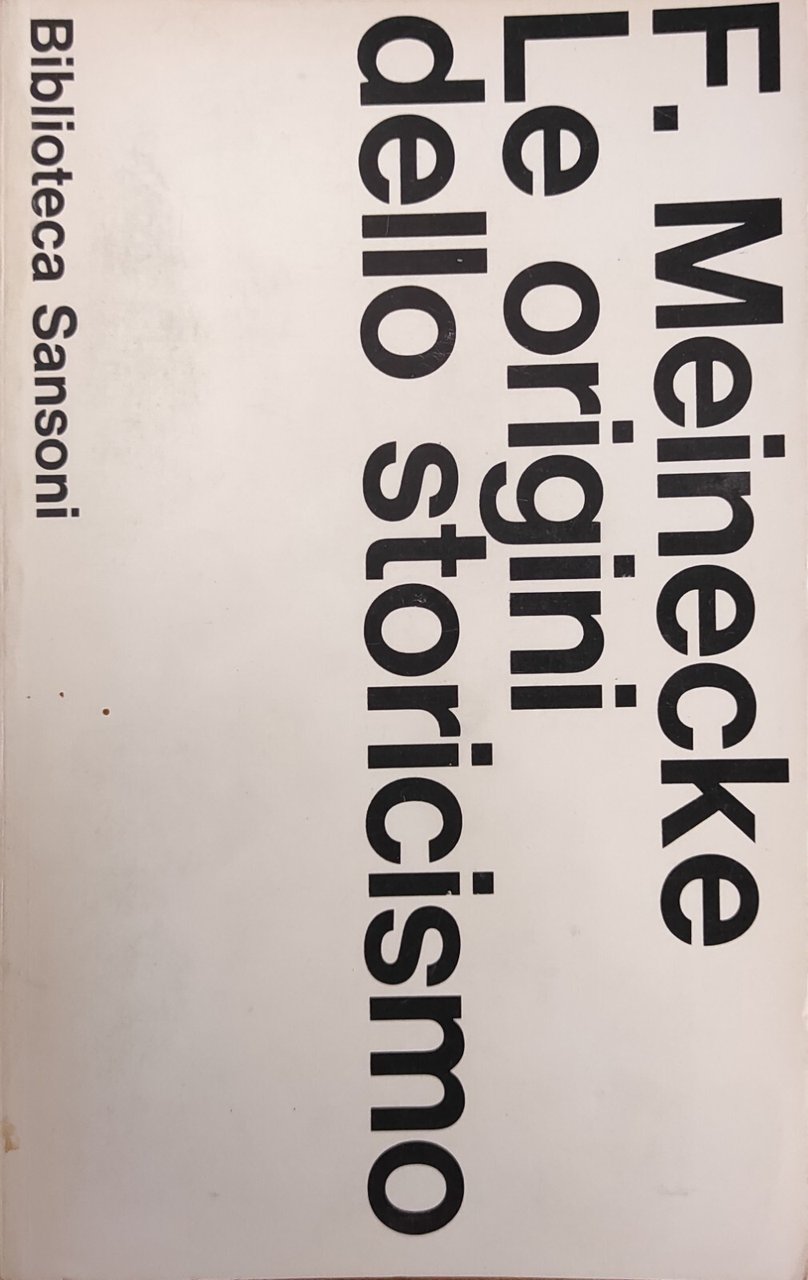 F. Meinecke
Le origini
dello storicismo
Biblioteca Sansoni